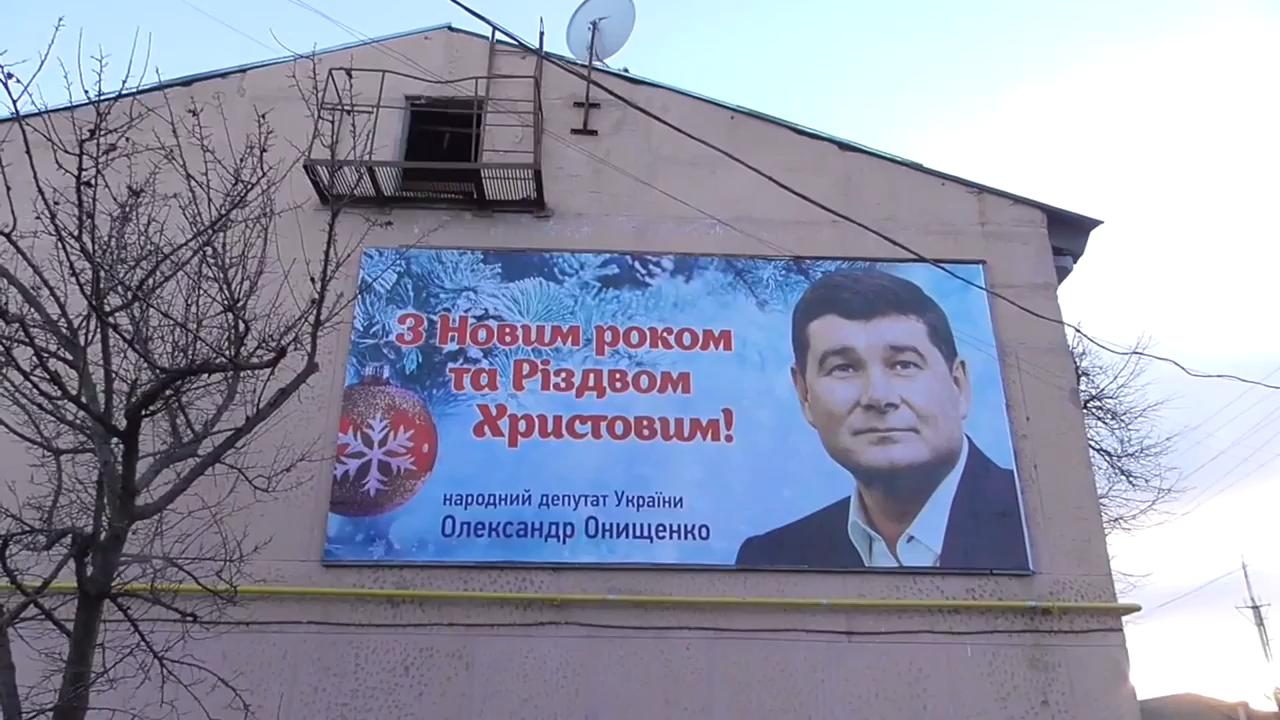 З Новим роком
та Різдвом
Христовим!
народний депутат України
Олександр Онищенко